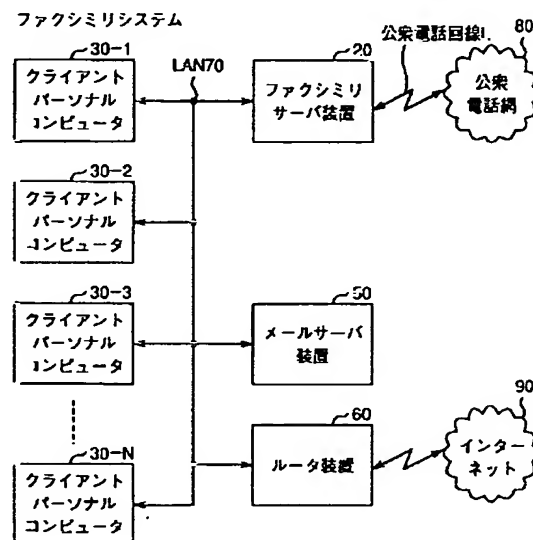 ファクシミリシステム
30-1
クライアント
パーソナル
コンピュータ
LAN70
20
ファクシミリ
サーバ装置
公衆電話回線L
80
公衆
電話網
30-2
クライアント
パーソナル
コンピュータ
30-3
クライアント
パーソナル
コンピュータ
50
メールサーバ
装置
30-N
クライアント
パーソナル
コンピュータ
60
ルータ装置
90
インター
ネット